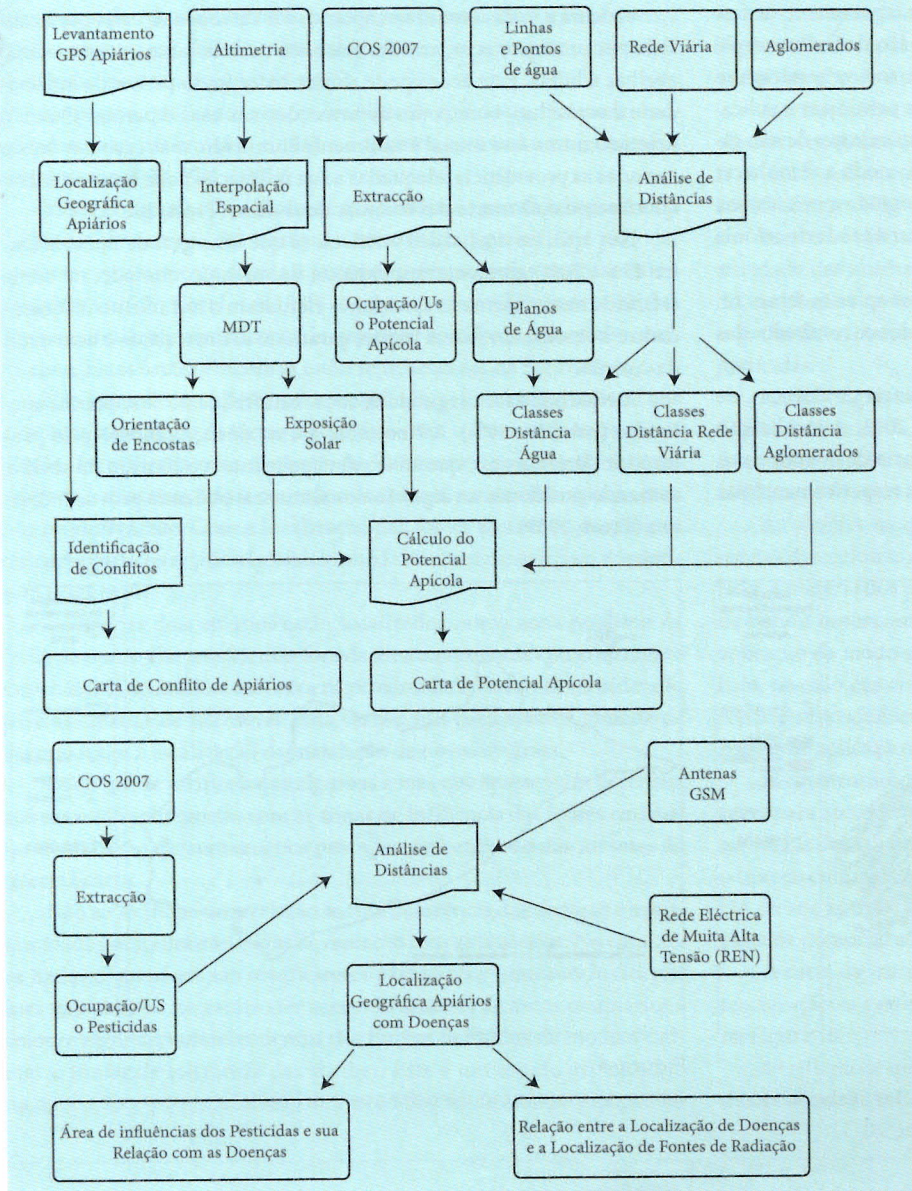 Levantamento
GPS Apiários
Altimetria
COS 2007
Linhas
e Pontos
de água
Rede Viária
Aglomerados
Localização
Geográfica
Apiários
Interpolação
Espacial
Extracção
Análise de
Distâncias
MDT
Ocupação/Us
o Potencial
Apícola
Planos
de Água
Orientação
de Encostas
Exposição
Solar
Classes
Distância
Água
Classes
Distância Rede
Viária
Classes
Distância
Aglomerados
Identificação
de Conflitos
Cálculo do
Potencial
Apícola
Carta de Conflito de Apiários
Carta de Potencial Apícola
COS 2007
Antenas
GSM
Análise de
Distâncias
Extracção
Rede Eléctrica
de Muita Alta
Tensão (REN)
Ocupação/US
o Pesticidas
Localização
Geográfica Apiários
com Doenças
Área de influências dos Pesticidas e sua
Relação com as Doenças
Relação entre a Localização de Doenças
e a Localização de Fontes de Radiação